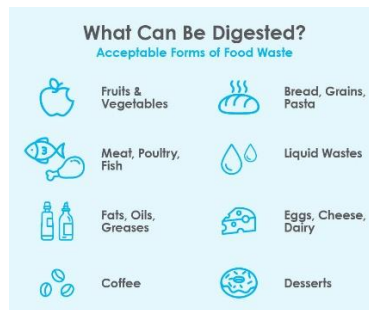 What Can Be Digested?
Acceptable Forms of Food Waste
Fruits &
Vegetables
Bread, Grains,
Pasta
3
Meat, Poultry,
Fish
Liquid Wastes
Fats, Oils,
Greases
Eggs, Cheese,
Dairy
Coffee
Desserts